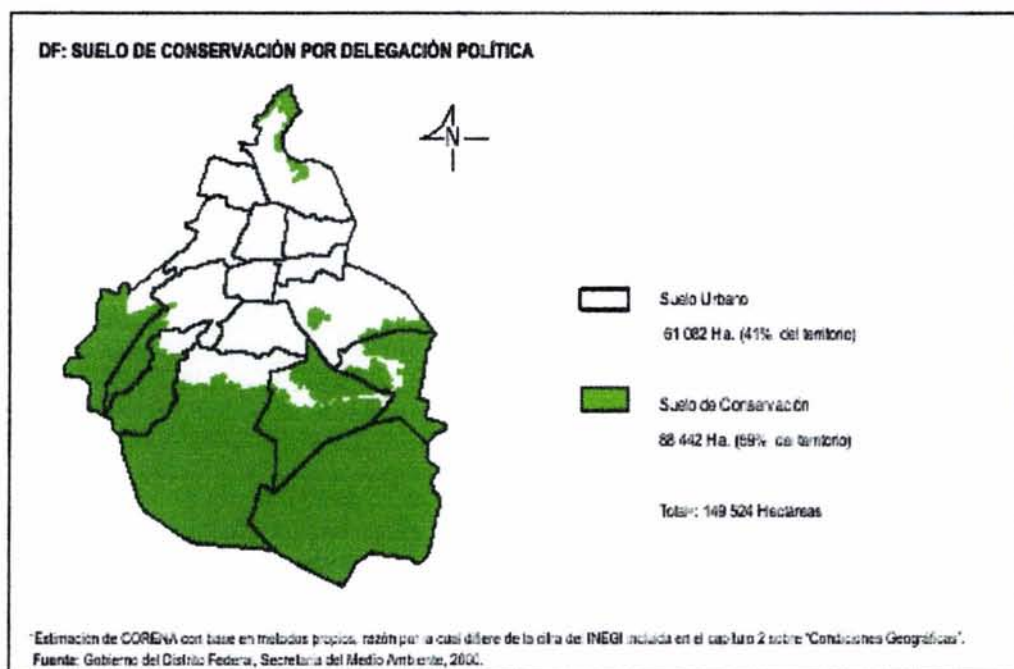 DF: SUELO DE CONSERVACIÓN POR DELEGACIÓN POLÍTICA
N
Suelo Urbano
61 082 Ha. (41% del territorio)
Suelo de Conservación
88 442 Ha. (59% del territorio)
Total*: 149 524 Hectáreas
*Estimación de CORENA con base en métodos propios, razón por la cual difiere de la cifra del INEGI incluida en el capítulo 2 sobre "Condiciones Geográficas".
Fuente: Gobierno del Distrito Federal, Secretaría del Medio Ambiente, 2000.